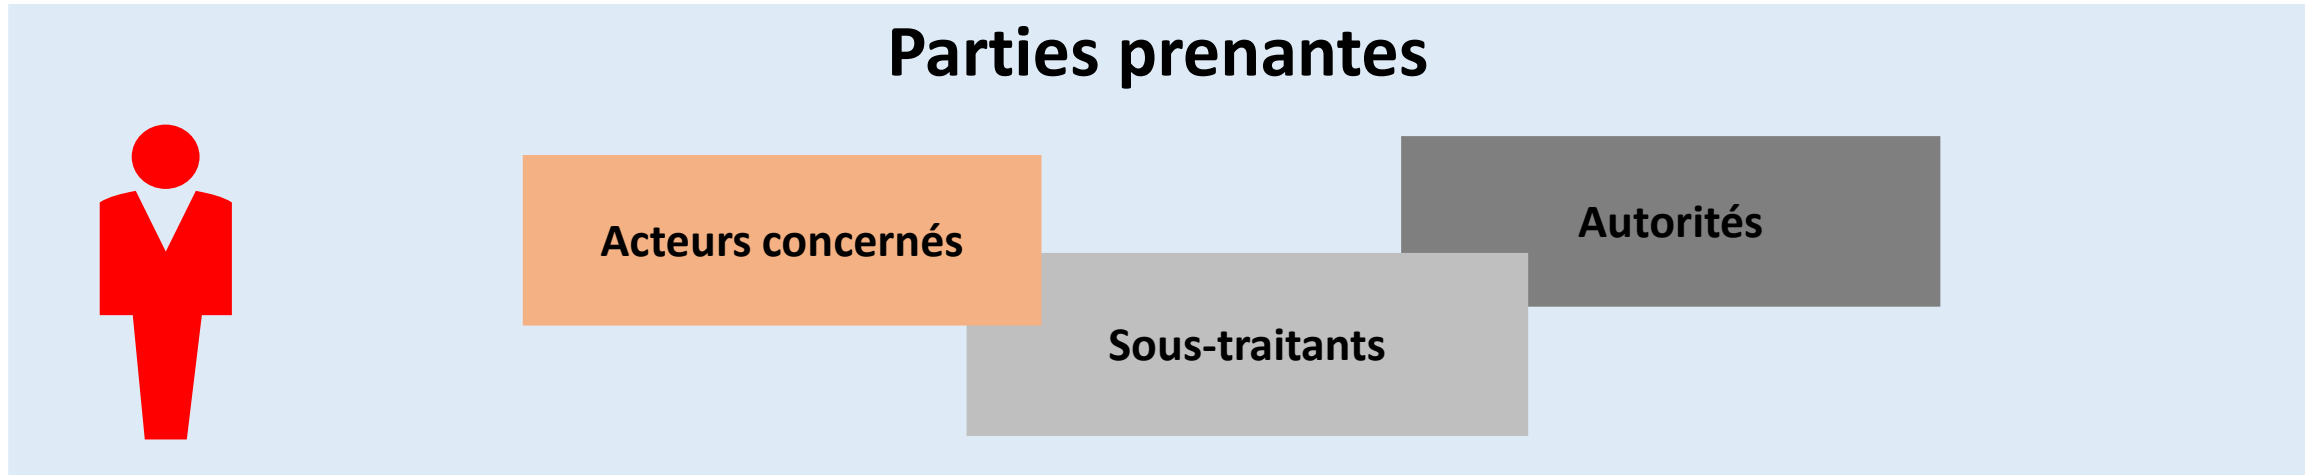 Parties prenantes
Acteurs concernés
Sous-traitants
Autorités